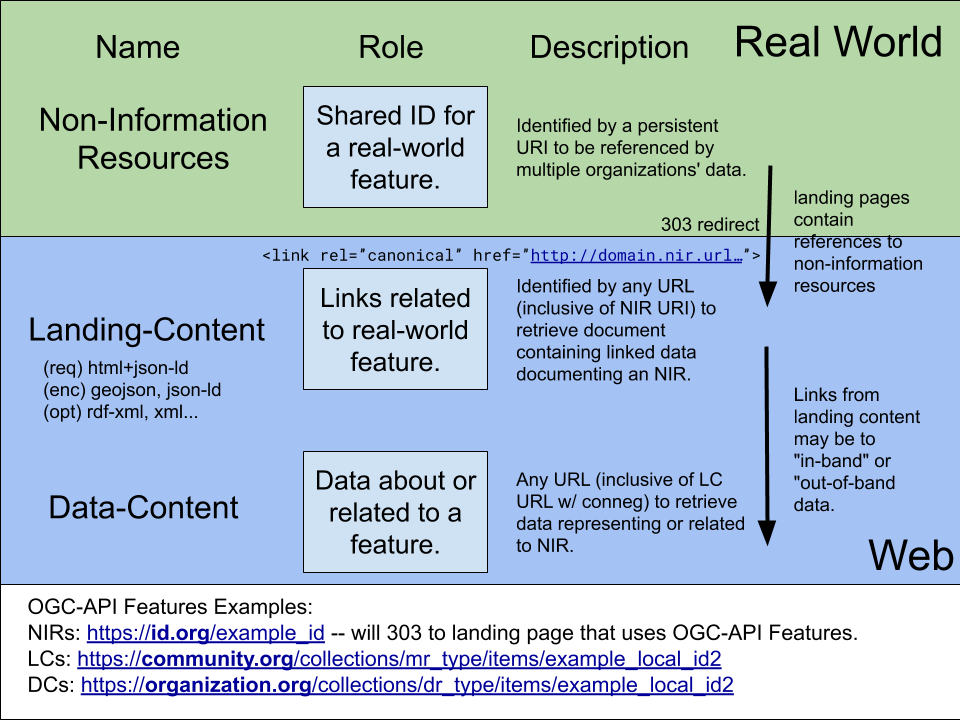 Name
Role
Description
Real World
Non-Information
Resources
Shared ID for
a real-world
feature.
Identified by a persistent
URI to be referenced by
multiple organizations' data.
303 redirect
landing pages
contain
references to
non-information
resources
<link rel=”canonical” href=”http://domain.nir.url…”>
Landing-Content
(req) html+json-ld
(enc) geojson, json-ld
(opt) rdf-xml, xml...
Links related
to real-world
feature.
Identified by any URL
(inclusive of NIR URI) to
retrieve document
containing linked data
documenting an NIR.
Links from
landing content
may be to
"in-band" or
"out-of-band
data.
Data-Content
Data about or
related to a
feature.
Any URL (inclusive of LC
URL w/ conneg) to retrieve
data representing or related
to NIR.
Web
OGC-API Features Examples:
NIRs: https://id.org/example_id -- will 303 to landing page that uses OGC-API Features.
LCs: https://community.org/collections/mr_type/items/example_local_id2
DCs: https://organization.org/collections/dr_type/items/example_local_id2